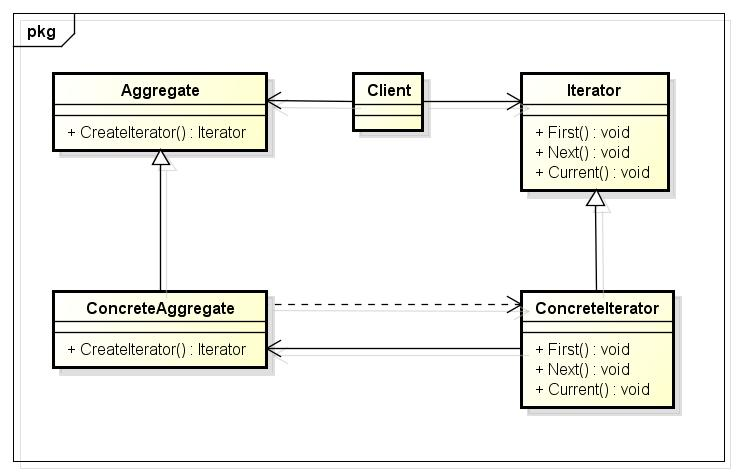 pkg
Aggregate
+ CreateIterator() : Iterator
Client
Iterator
+ First() : void
+ Next() : void
+ Current() : void
ConcreteAggregate
+ CreateIterator() : Iterator
ConcreteIterator
+ First() : void
+ Next() : void
+ Current() : void